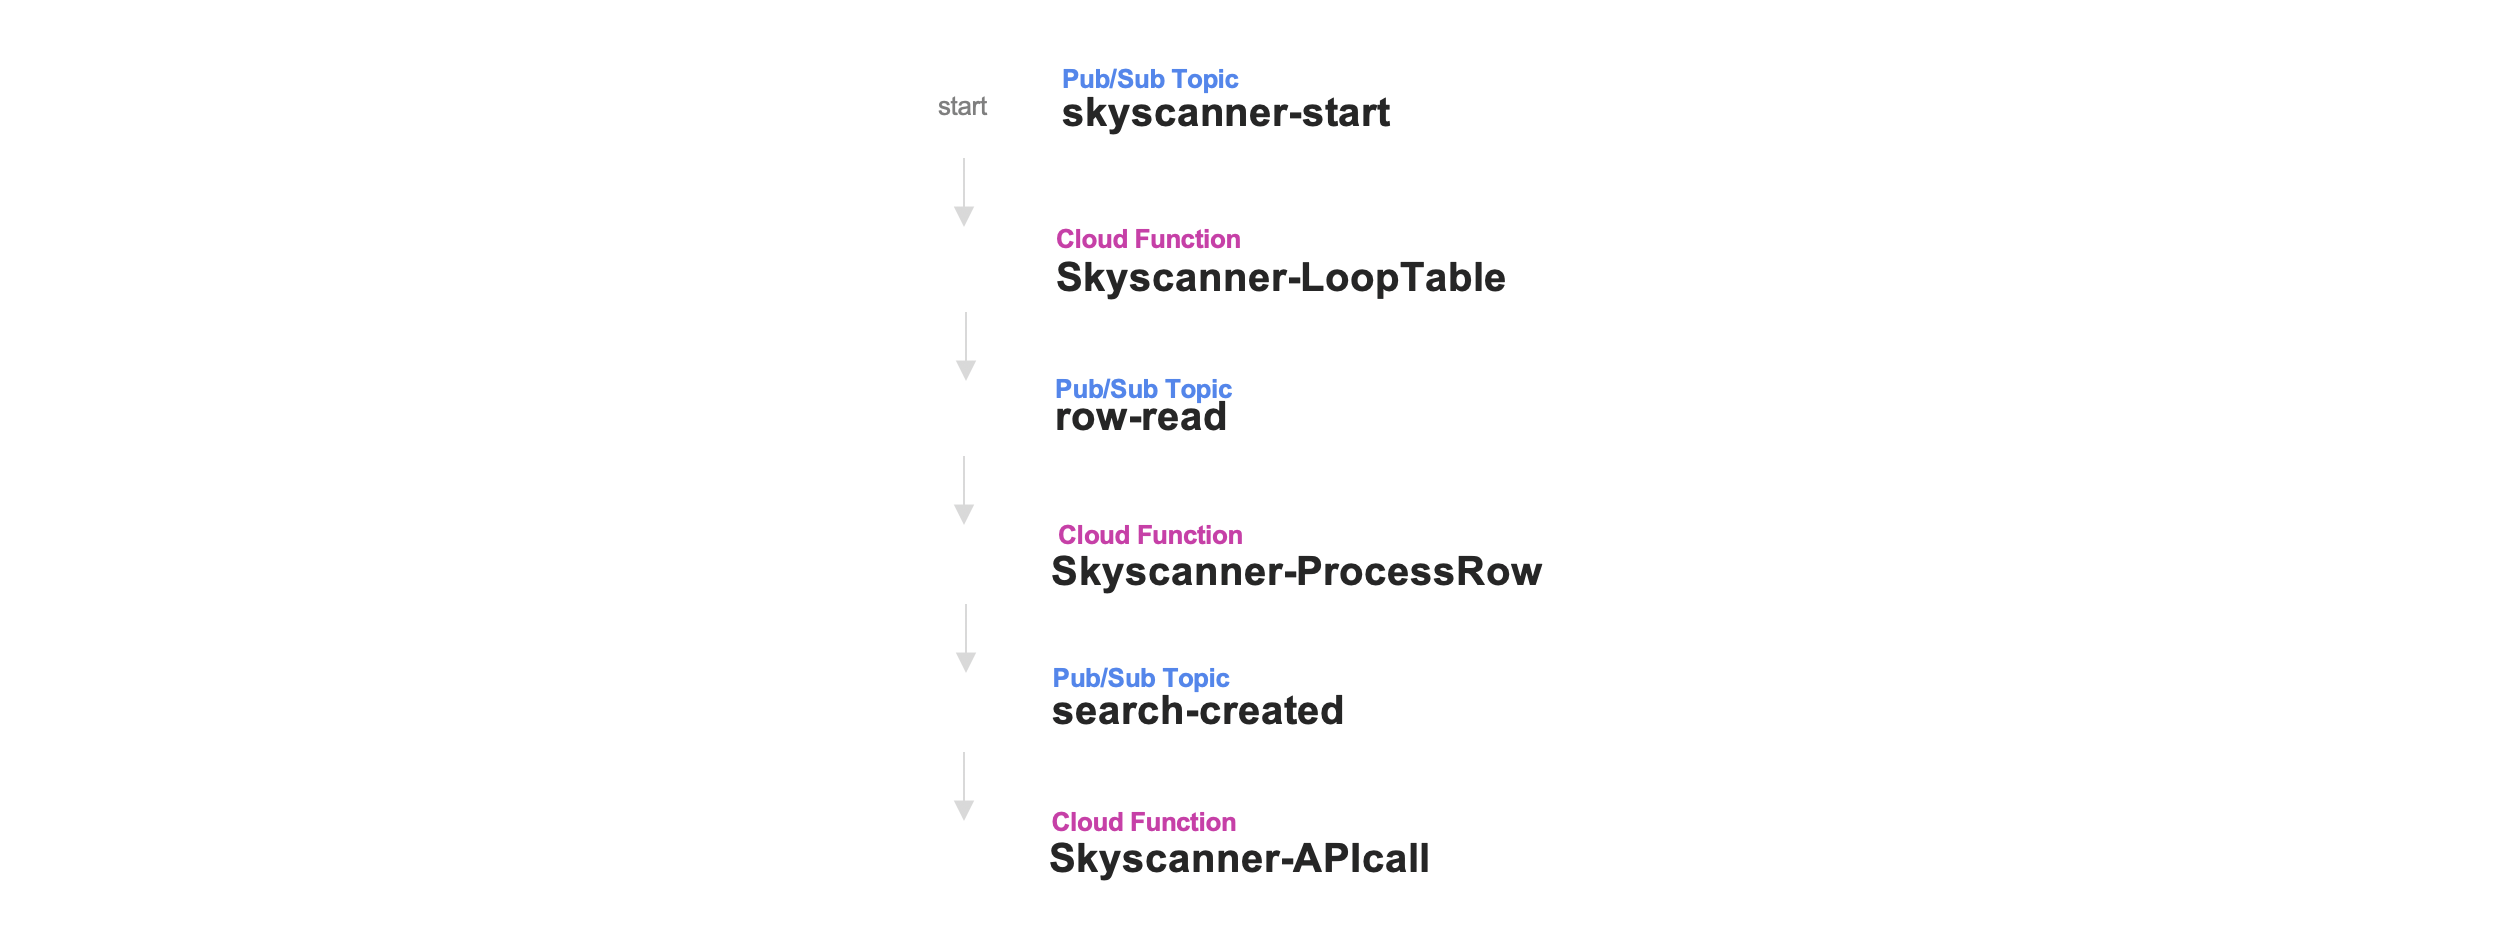 start
Pub/Sub Topic
skyscanner-start
Cloud Function
Skyscanner-LoopTable
Pub/Sub Topic
row-read
Cloud Function
Skyscanner-ProcessRow
Pub/Sub Topic
search-created
Cloud Function
Skyscanner-APIcall